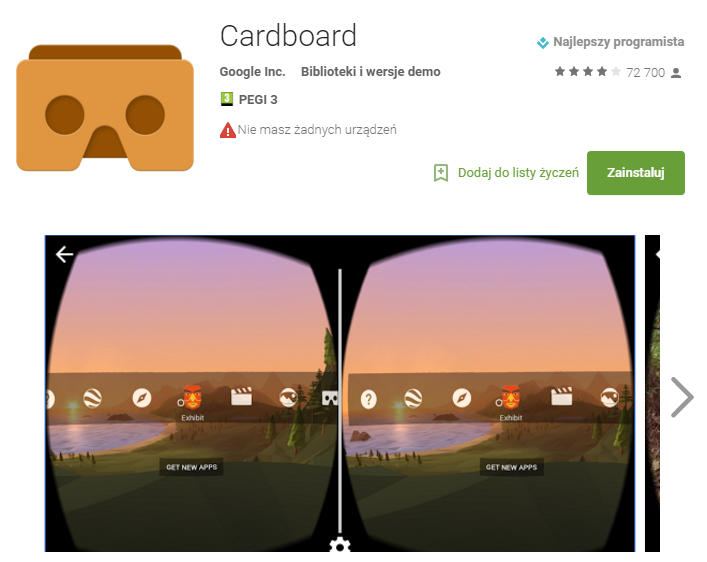 Cardboard
Najlepszy programista
Google Inc. Biblioteki i wersje demo
72 700
3 PEGI 3
Nie masz żadnych urządzeń
Dodaj do listy życzeń
Zainstaluj
? Exhibit
Exhibit
GET NEW APPS
GET NEW APPS